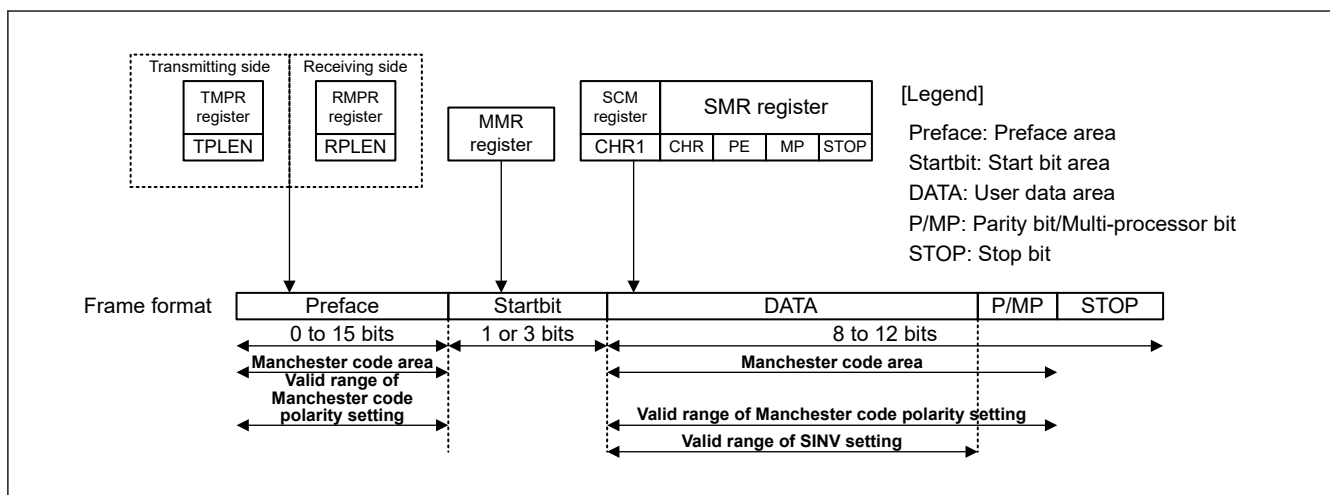 Transmitting side
Receiving side
TMPR
register
TPLEN
RMPR
register
RPLEN
MMR
register
SCM
register
CHR1
SMR register
CHR PE MP STOP
[Legend]
Preface: Preface area
Startbit: Start bit area
DATA: User data area
P/MP: Parity bit/Multi-processor bit
STOP: Stop bit
Frame format
Preface Startbit DATA P/MP STOP
0 to 15 bits 1 or 3 bits 8 to 12 bits
Manchester code area Manchester code area
Valid range of
Manchester code
polarity setting
Valid range of Manchester code polarity setting
Valid range of SINV setting